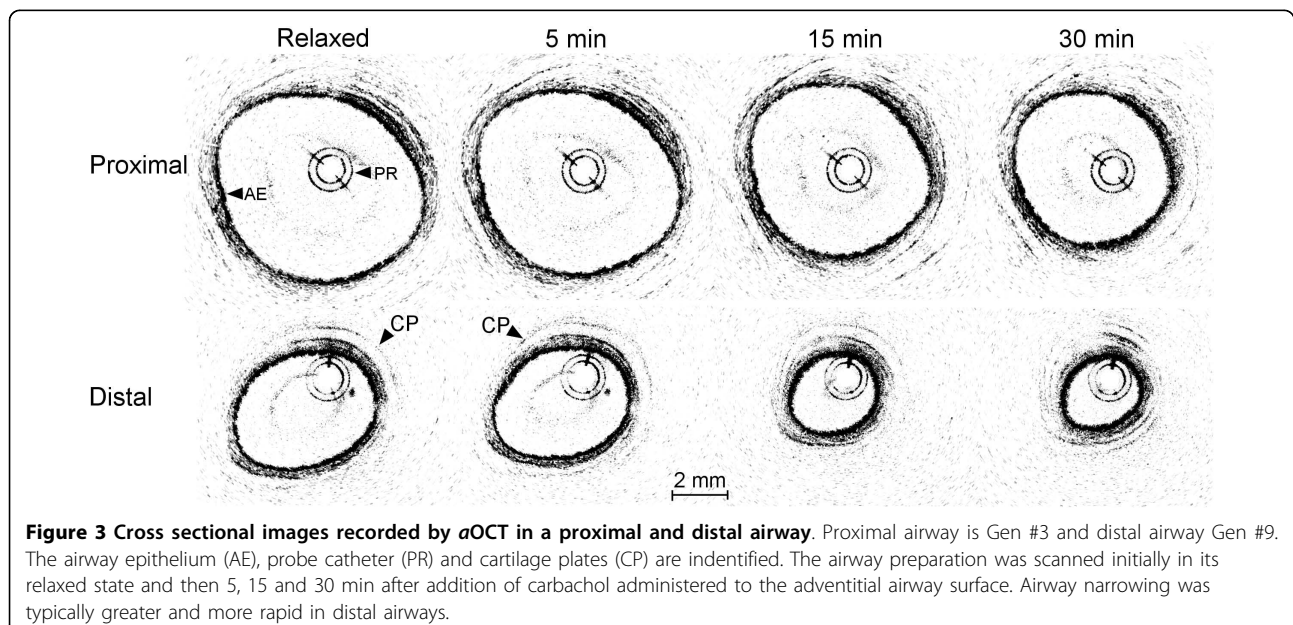 Relaxed 5 min 15 min 30 min
Proximal
AE
PR
CP CP
Distal
2 mm
Figure 3 Cross sectional images recorded by aOCT in a proximal and distal airway. Proximal airway is Gen #3 and distal airway Gen #9.
The airway epithelium (AE), probe catheter (PR) and cartilage plates (CP) are indentified. The airway preparation was scanned initially in its
relaxed state and then 5, 15 and 30 min after addition of carbachol administered to the adventitial airway surface. Airway narrowing was
typically greater and more rapid in distal airways.